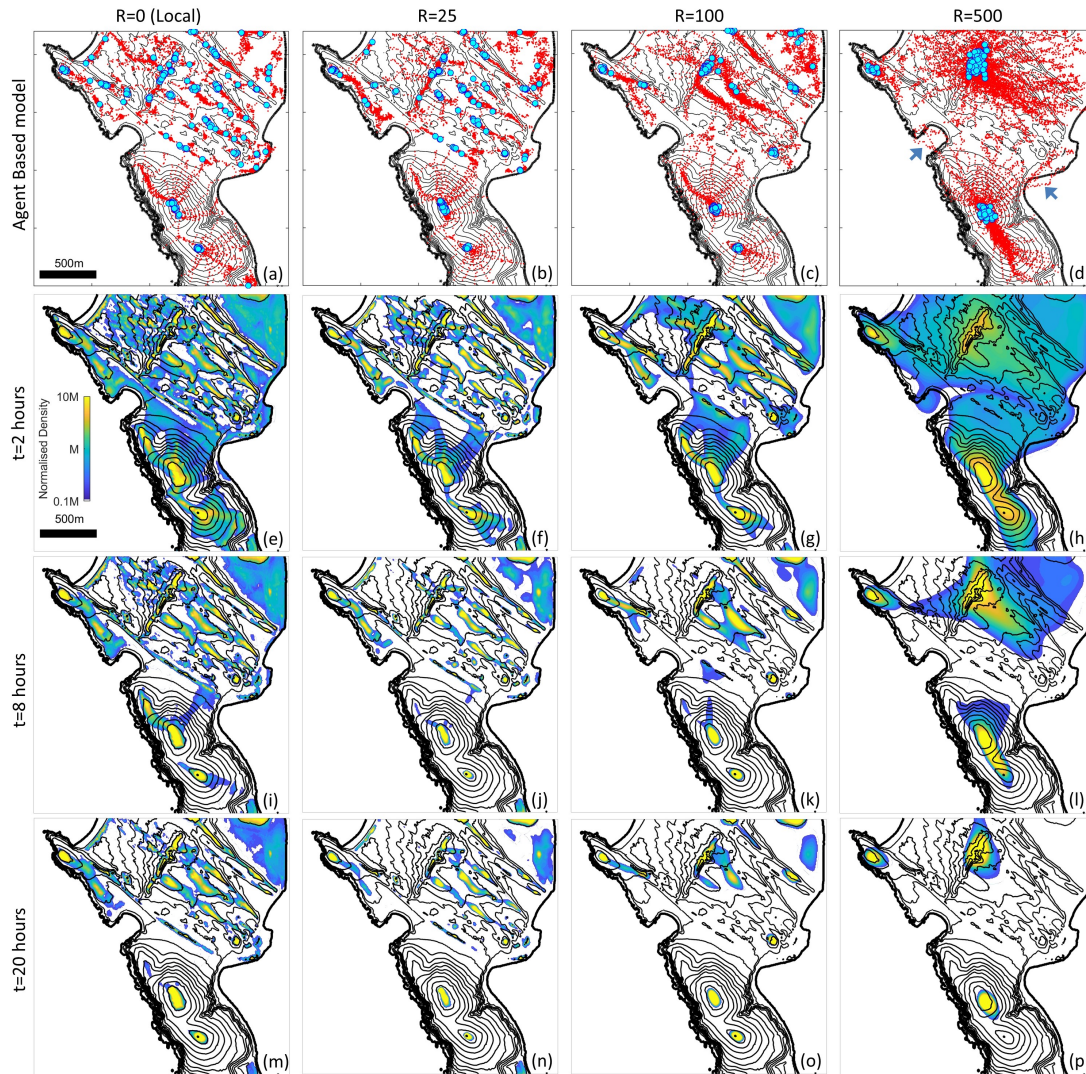 R=0 (Local) R=25 R=100 R=500
Agent Based model
500m
(a) (b) (c) (d)
t=2 hours
10M
M
0.1M
Normalised Density
500m
(e) (f) (g) (h)
t=8 hours
(i) (j) (k) (l)
t=20 hours
(m) (n) (o) (p)